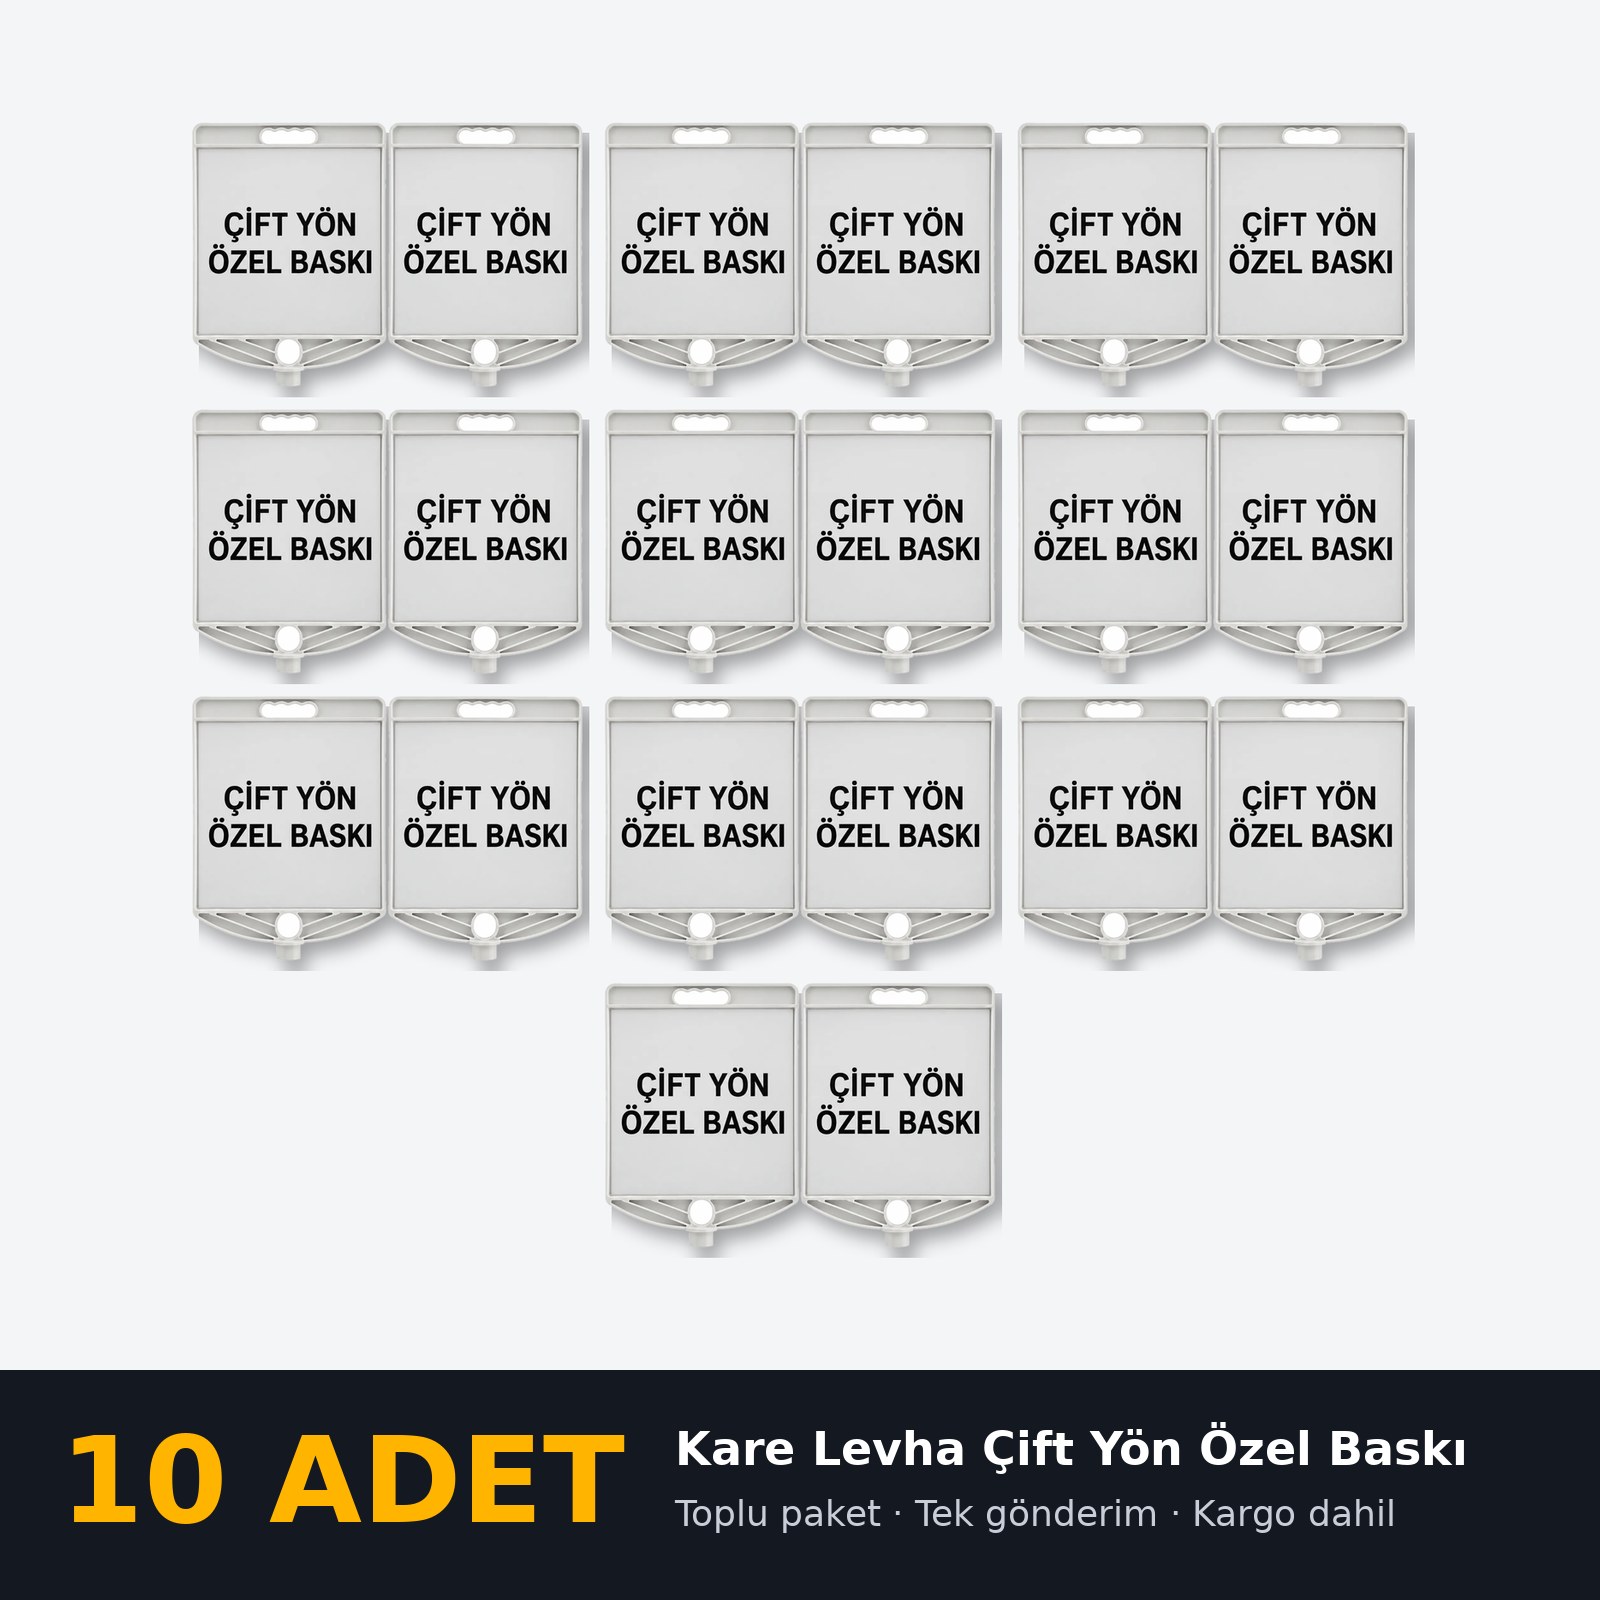 ÇİFT YÖN ÇİFT YÖN ÇİFT YÖN ÇİFT YÖN ÇİFT YÖN ÇİFT YÖN
ÖZEL BASKI ÖZEL BASKI ÖZEL BASKI ÖZEL BASKI ÖZEL BASKI ÖZEL BASKI
ÇİFT YÖN ÇİFT YÖN ÇİFT YÖN ÇİFT YÖN ÇİFT YÖN ÇİFT YÖN
ÖZEL BASKI ÖZEL BASKI ÖZEL BASKI ÖZEL BASKI ÖZEL BASKI ÖZEL BASKI
ÇİFT YÖN ÇİFT YÖN ÇİFT YÖN ÇİFT YÖN ÇİFT YÖN ÇİFT YÖN
ÖZEL BASKI ÖZEL BASKI ÖZEL BASKI ÖZEL BASKI ÖZEL BASKI ÖZEL BASKI
ÇİFT YÖN ÇİFT YÖN
ÖZEL BASKI ÖZEL BASKI
10 ADET
Kare Levha Çift Yön Özel Baskı
Toplu paket · Tek gönderim · Kargo dahil